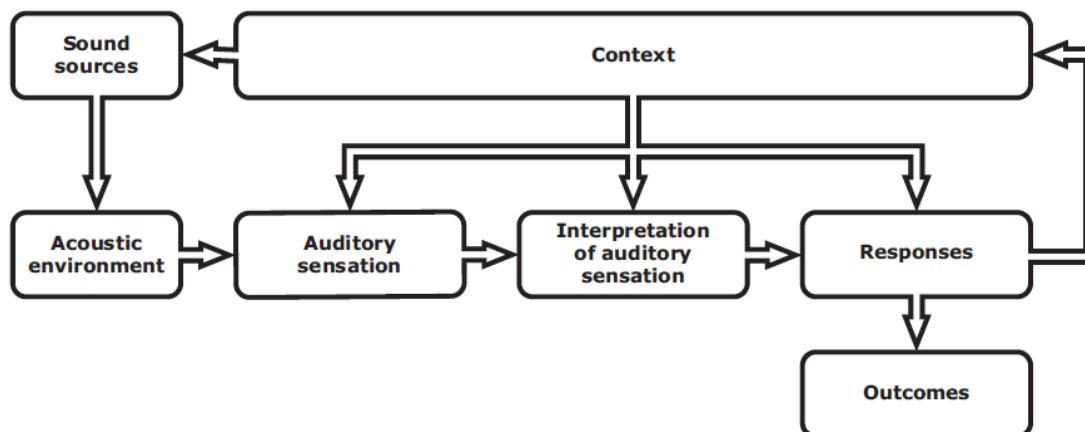 Sound
sources
Context
Acoustic
environment
Auditory
sensation
Interpretation
of auditory
sensation
Responses
Outcomes